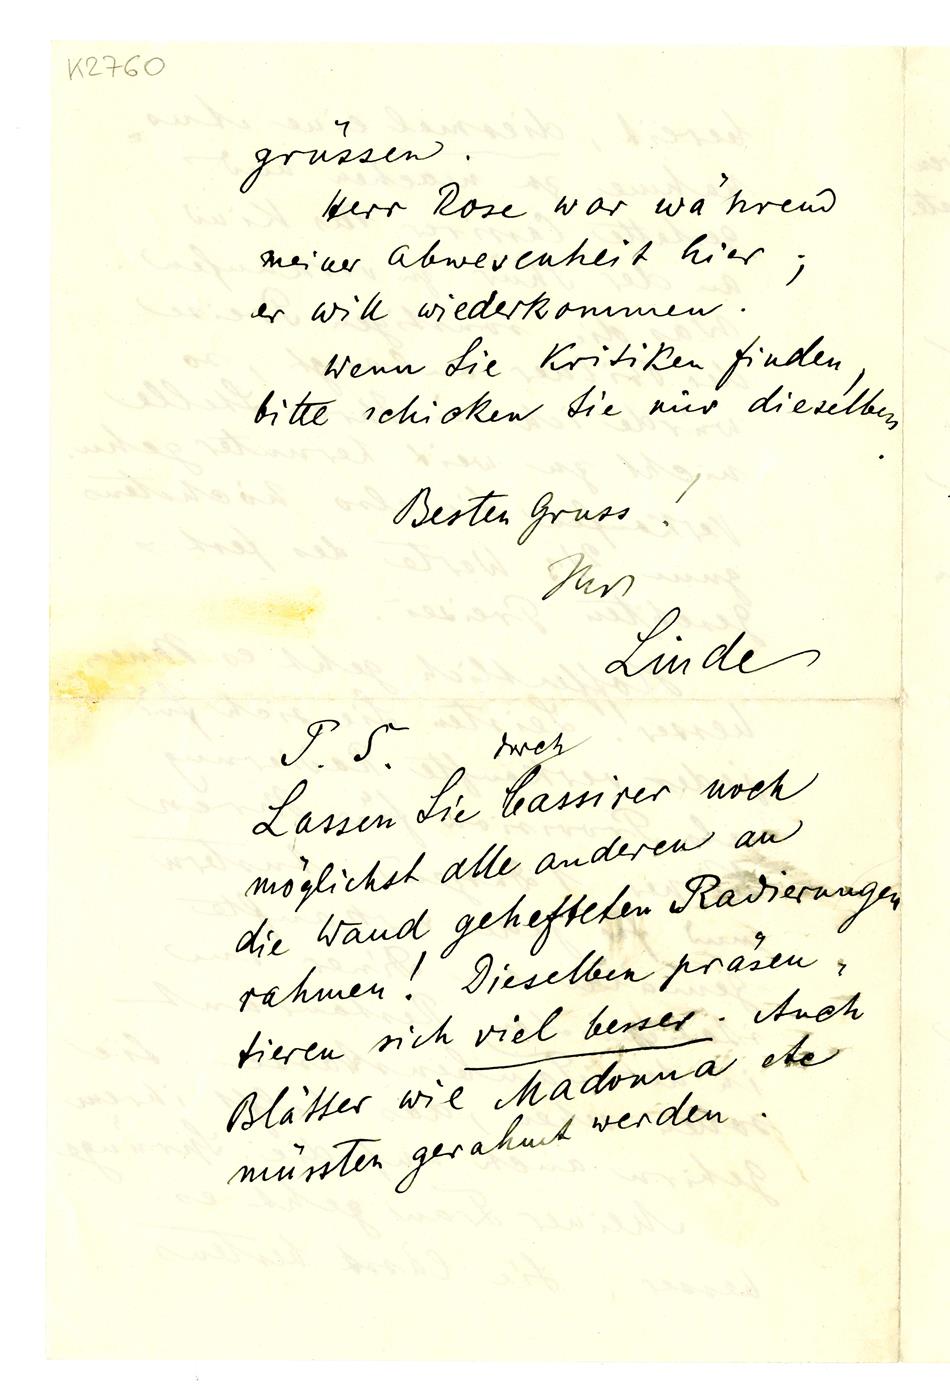 K2760
grüssen.
Herr Rose war während
meiner Abwesenheit hier;
er will wiederkommen.
Wenn Sie Kritiken finden,
bitte schicken Sie mir dieselben
.
Besten Gruss!
Ihr
Linde
P. S. durch
Lassen Sie Cassirer noch
möglichst alle anderen an
die Wand gehefteten Radierungen
rahmen! Dieselben präsen-
tieren sich viel besser. Auch
Blätter wie Madonna etc
müssten gerahmt werden.